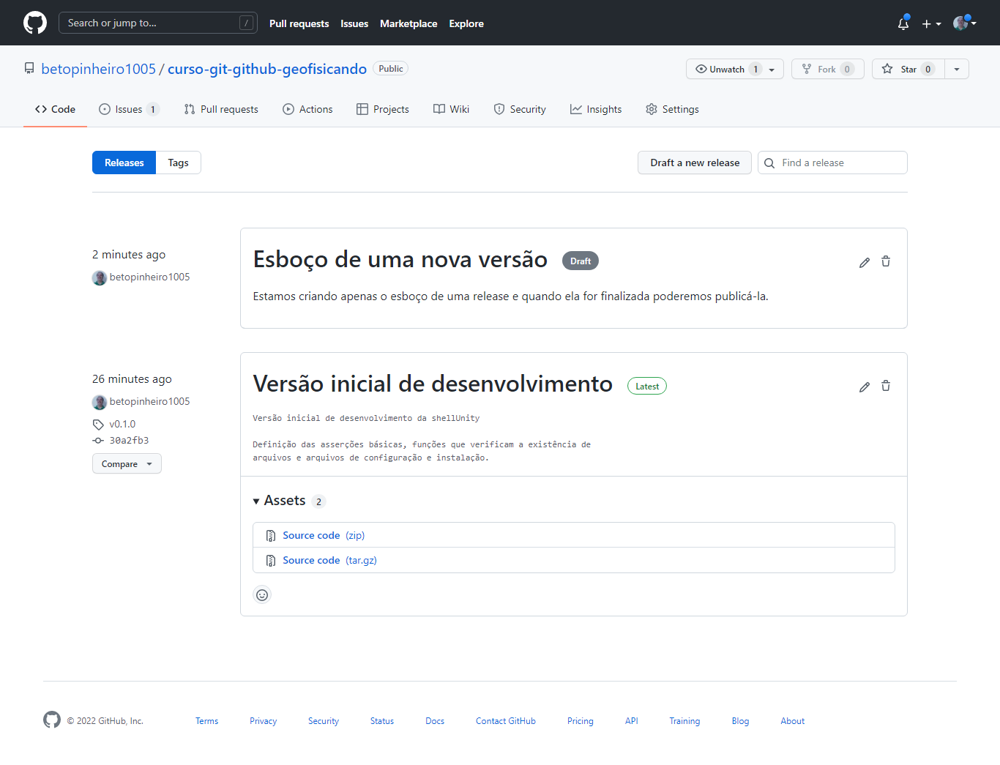 Search or jump to... /
Pull requests Issues Marketplace Explore
betopinheiro1005 / curso-git-github-geofisicando Public
Unwatch 1 Fork 0 Star 0
Code Issues 1 Pull requests Actions Projects Wiki Security Insights Settings
Releases Tags
Draft a new release Find a release
2 minutes ago
betopinheiro1005
Esboço de uma nova versão Draft
Estamos criando apenas o esboço de uma release e quando ela for finalizada poderemos publicá-la.
26 minutes ago
betopinheiro1005
v0.1.0
30a2fb3
Compare
Versão inicial de desenvolvimento Latest
Versão inicial de desenvolvimento da shellUnity
Definição das asserções básicas, funções que verificam a existência de
arquivos e arquivos de configuração e instalação.
Assets 2
Source code (zip)
Source code (tar.gz)
© 2022 GitHub, Inc. Terms Privacy Security Status Docs Contact GitHub Pricing API Training Blog About